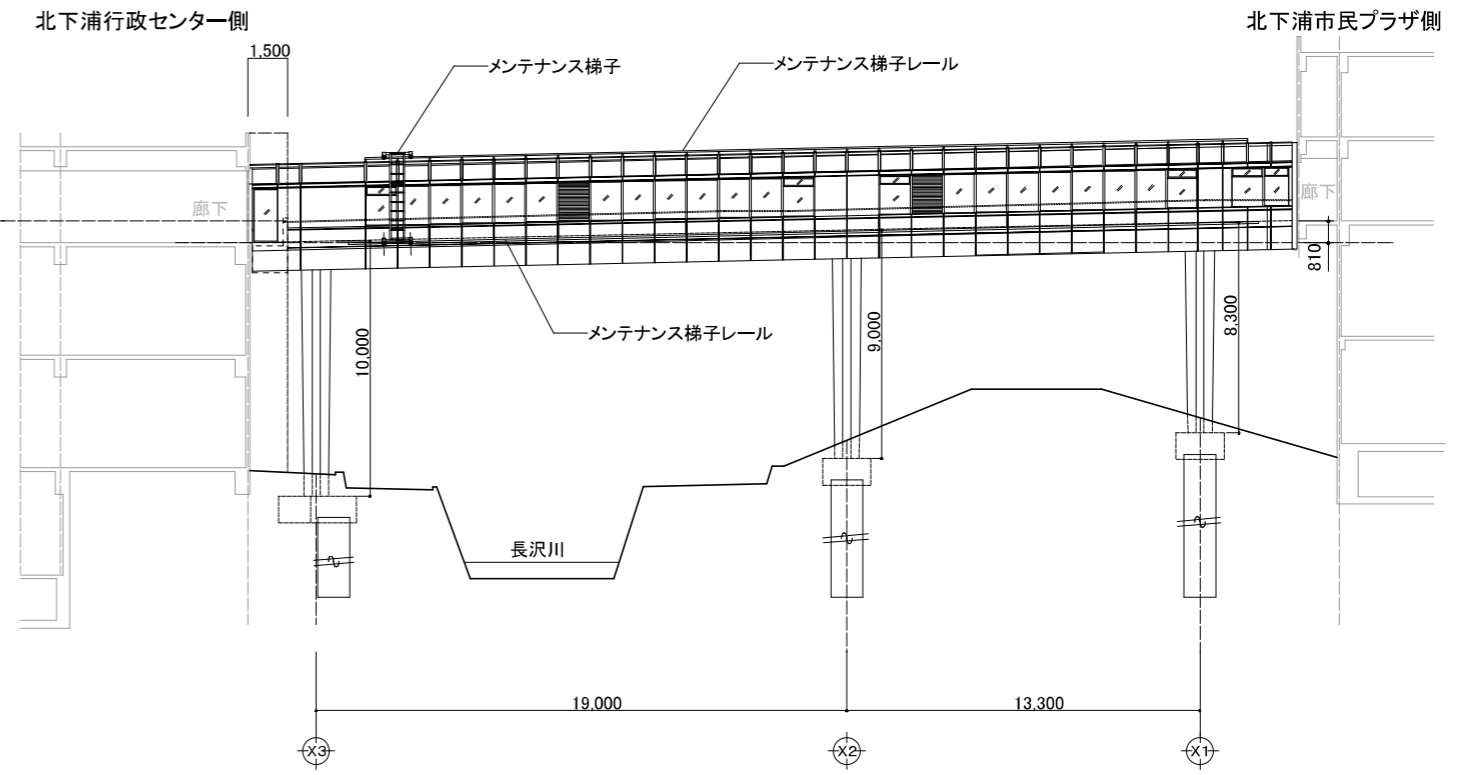 北下浦行政センター側
北下浦市民プラザ側
1,500
メンテナンス梯子
メンテナンス梯子レール
廊下
廊下
810
メンテナンス梯子レール
10,000
9,000
8,300
長沢川
19,000
13,300
X3
X2
X1